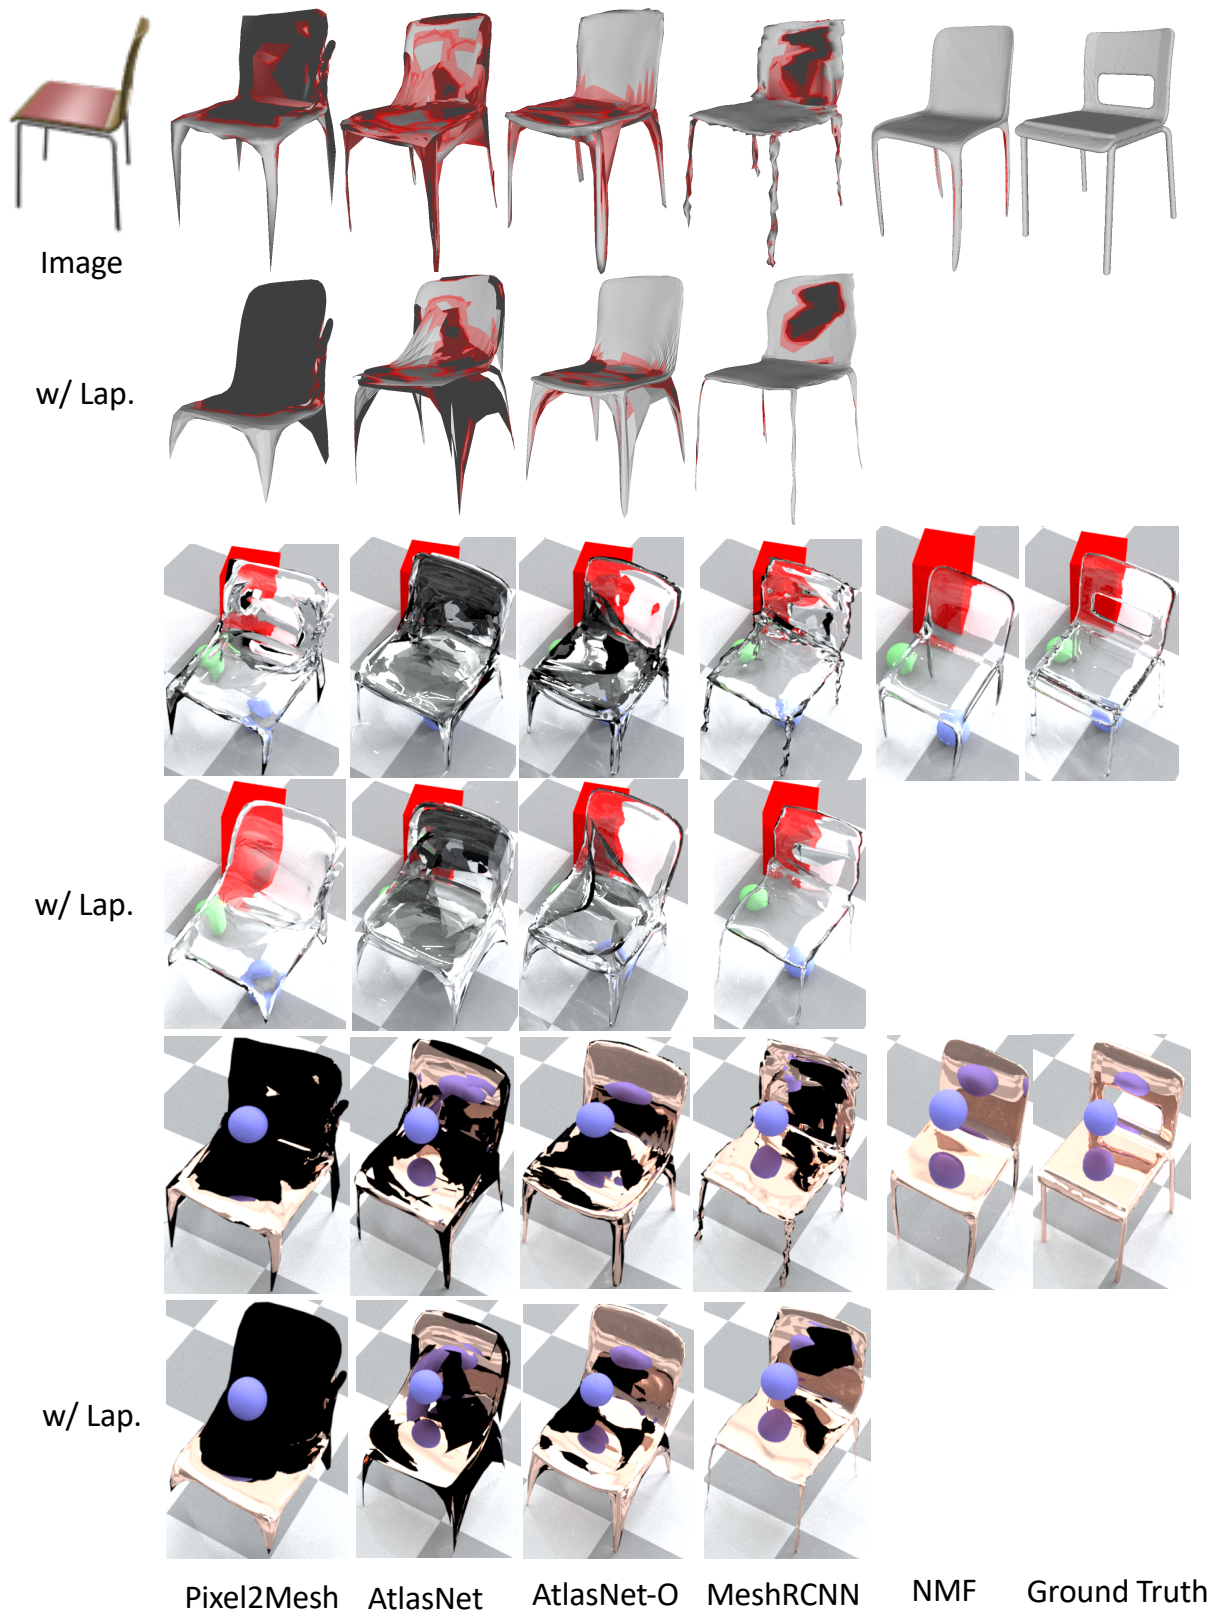 Image
w/ Lap.
w/ Lap.
w/ Lap.
Pixel2Mesh AtlasNet AtlasNet-O MeshRCNN NMF Ground Truth